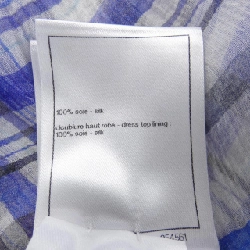 100% soie - silk
doublure haut robe - dress top lining
100% soie - silk